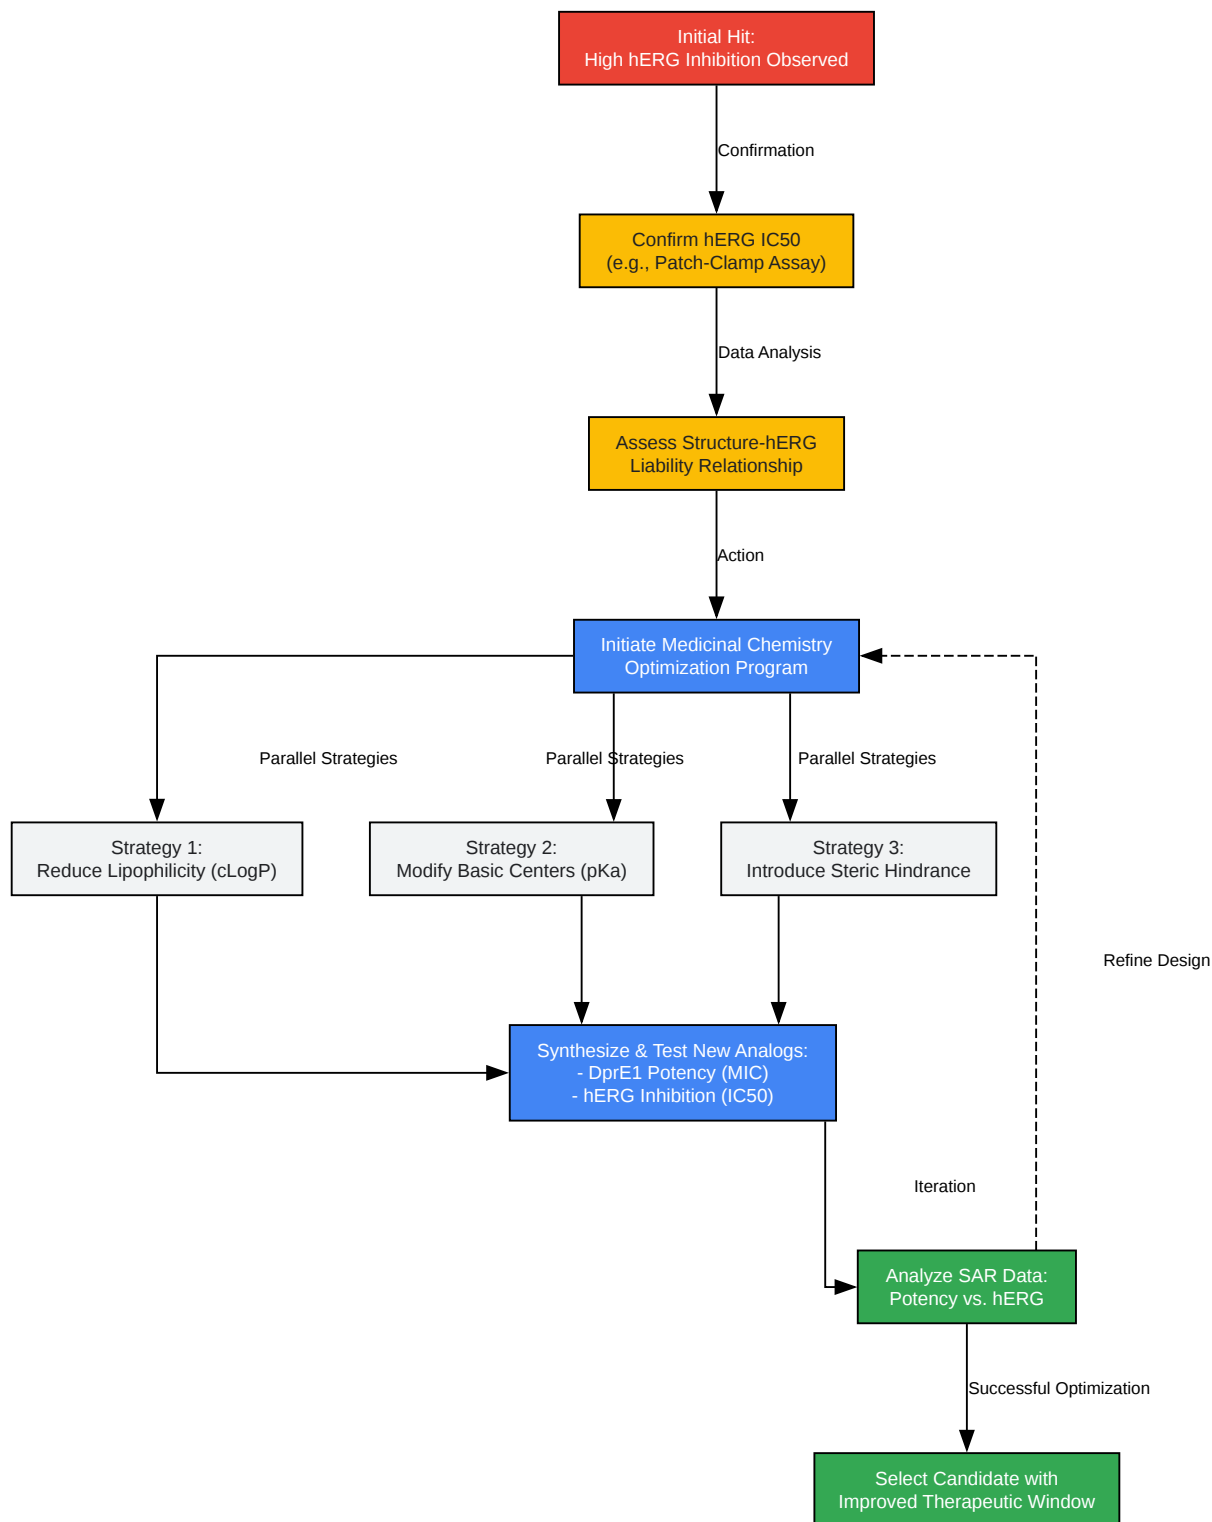 Initial Hit:
High hERG Inhibition Observed
Confirmation
Confirm hERG IC50
(e.g., Patch-Clamp Assay)
Data Analysis
Assess Structure-hERG
Liability Relationship
Action
Initiate Medicinal Chemistry
Optimization Program
Parallel Strategies
Parallel Strategies
Parallel Strategies
Strategy 1:
Reduce Lipophilicity (cLogP)
Strategy 2:
Modify Basic Centers (pKa)
Strategy 3:
Introduce Steric Hindrance
Refine Design
Synthesize & Test New Analogs:
- DprE1 Potency (MIC)
- hERG Inhibition (IC50)
Iteration
Analyze SAR Data:
Potency vs. hERG
Successful Optimization
Select Candidate with
Improved Therapeutic Window